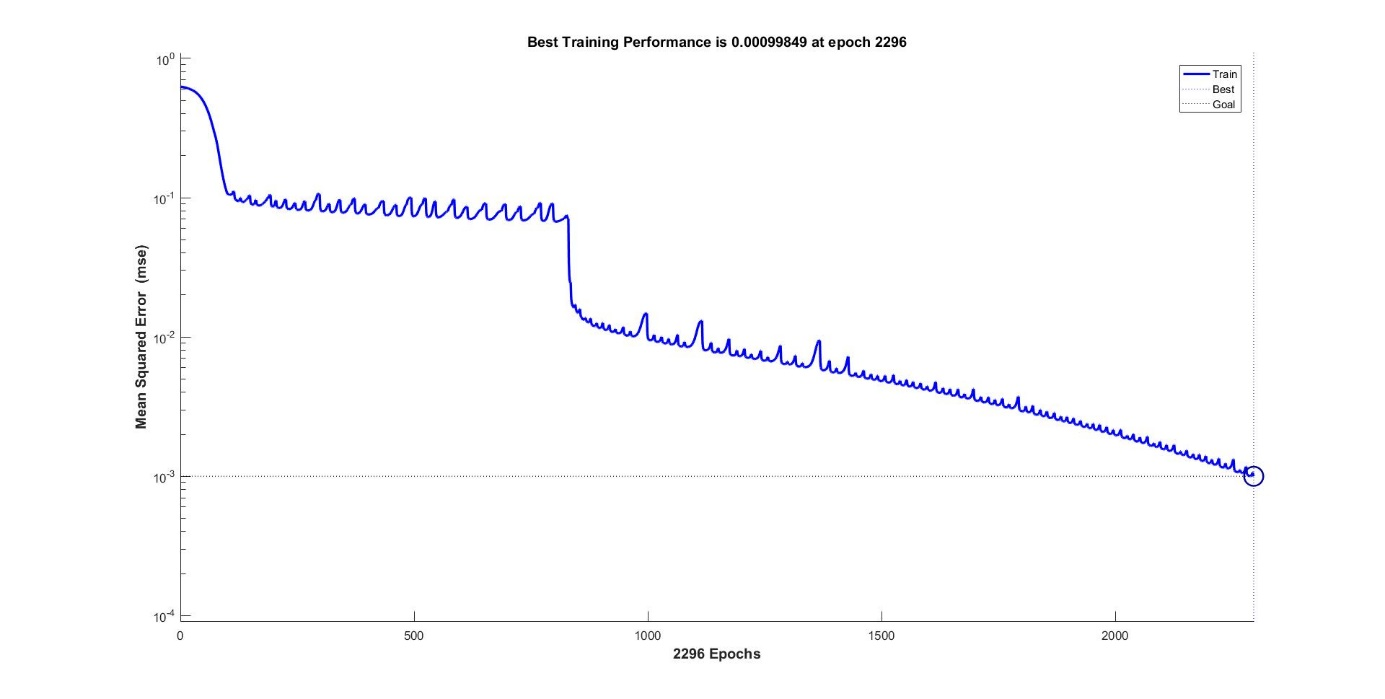 Best Training Performance is 0.00099849 at epoch 2296
Train
Best
Goal
10^0
10^-1
10^-2
10^-3
10^-4
Mean Squared Error (mse)
0 500 1000 1500 2000
2296 Epochs